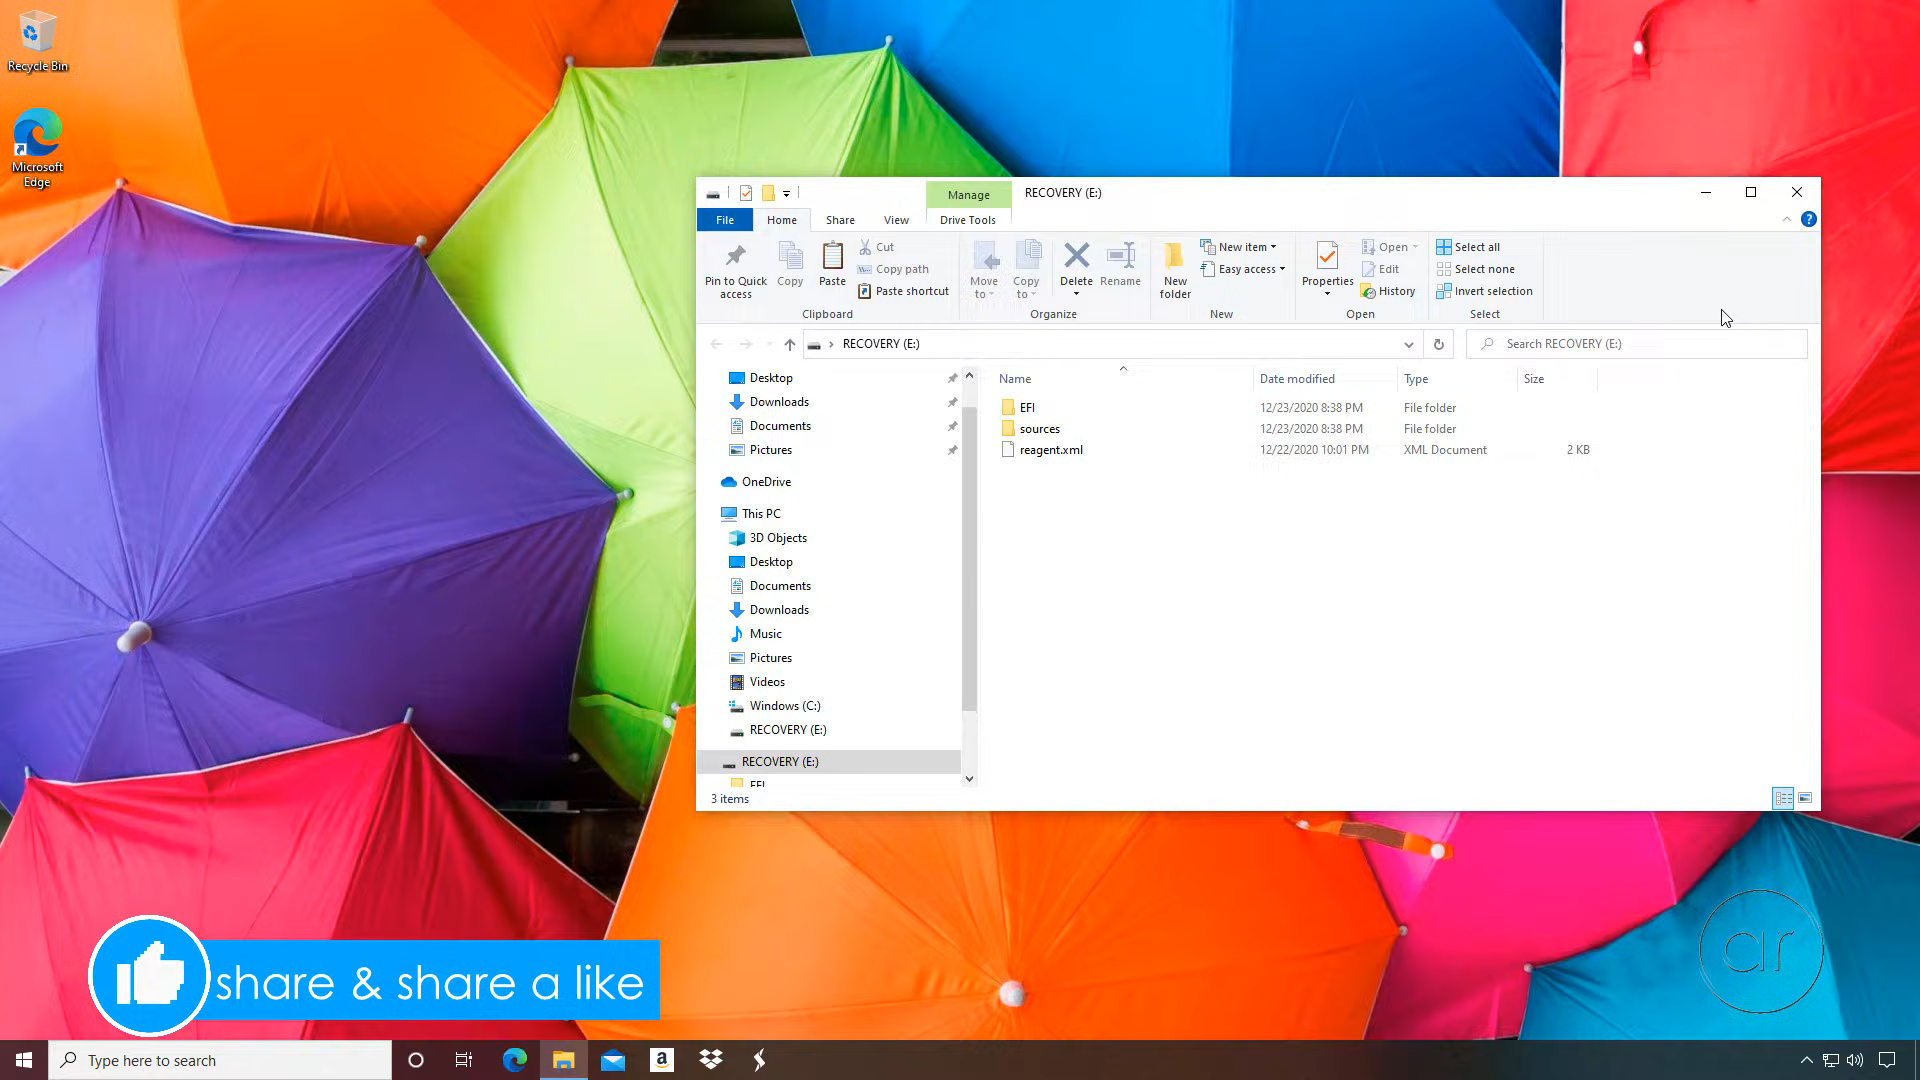 Recycle Bin
Microsoft
Edge
Manage
RECOVERY (E:)
File
Home
Share
View
Drive Tools
?
Pin to Quick
access
Copy
Paste
Cut
Copy path
Paste shortcut
Clipboard
Move
to
Copy
to
Delete
Rename
Organize
New
folder
New item
Easy access
New
Properties
Open
Edit
History
Open
Select all
Select none
Invert selection
Select
RECOVERY (E:)
Search RECOVERY (E:)
Desktop
Downloads
Documents
Pictures
OneDrive
This PC
3D Objects
Desktop
Documents
Downloads
Music
Pictures
Videos
Windows (C:)
RECOVERY (E:)
RECOVERY (E:)
EFI
Name
Date modified
Type
Size
EFI
12/23/2020 8:38 PM
File folder
sources
12/23/2020 8:38 PM
File folder
reagent.xml
12/22/2020 10:01 PM
XML Document
2 KB
3 items
share & share a like
ar
Type here to search
a